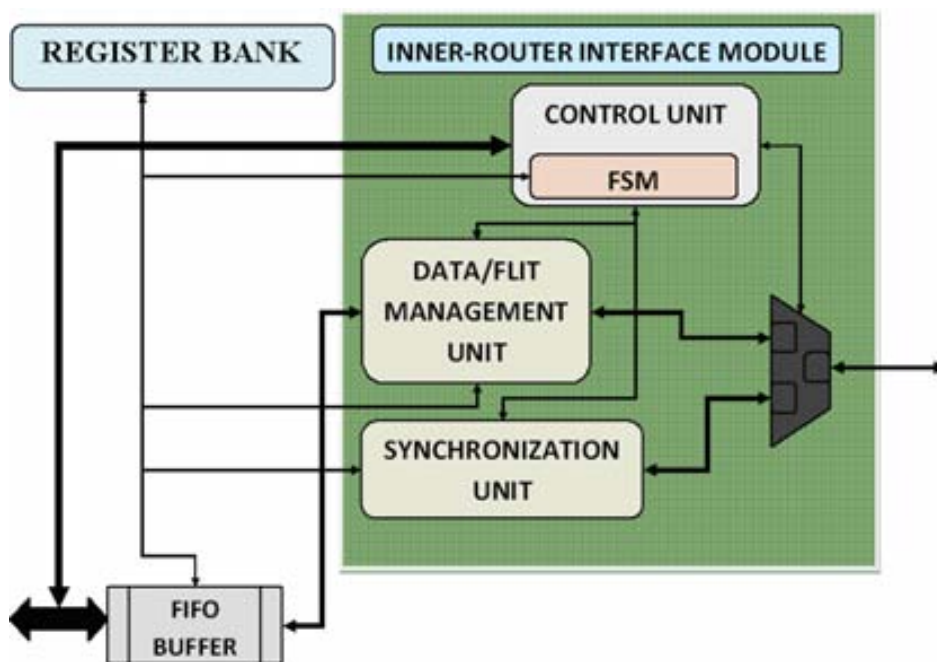 REGISTER BANK
INNER-ROUTER INTERFACE MODULE
CONTROL UNIT
FSM
DATA/FLIT
MANAGEMENT
UNIT
SYNCHRONIZATION
UNIT
FIFO
BUFFER